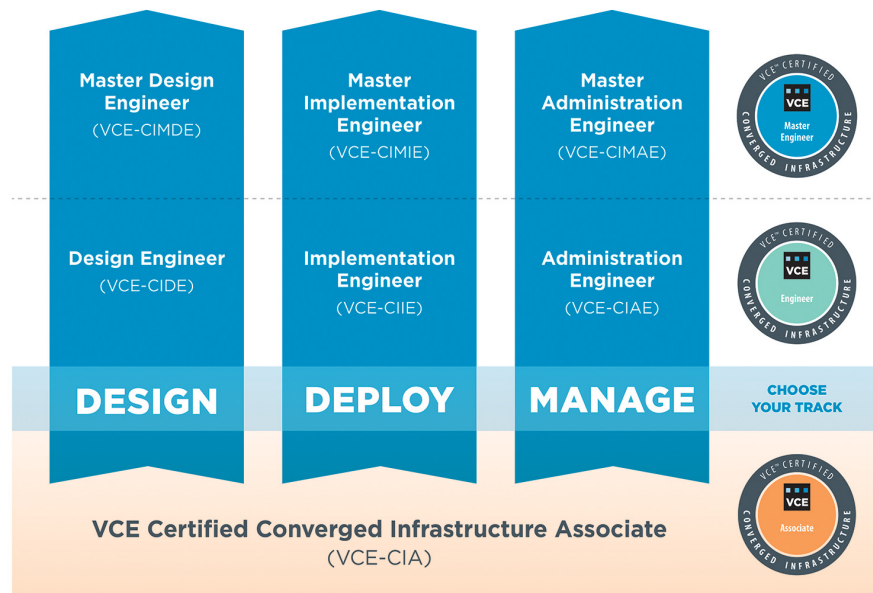 Master Design
Engineer
(VCE-CIMDE)
Master
Implementation
Engineer
(VCE-CIMIE)
Master
Administration
Engineer
(VCE-CIMAE)
VCE™ CERTIFIED
VCE
Master
Engineer
CONVERGED INFRASTRUCTURE
Design Engineer
(VCE-CIDE)
Implementation
Engineer
(VCE-CIIE)
Administration
Engineer
(VCE-CIAE)
VCE™ CERTIFIED
VCE
Engineer
CONVERGED INFRASTRUCTURE
DESIGN
DEPLOY
MANAGE
CHOOSE
YOUR TRACK
VCE Certified Converged Infrastructure Associate
(VCE-CIA)
VCE™ CERTIFIED
VCE
Associate
CONVERGED INFRASTRUCTURE